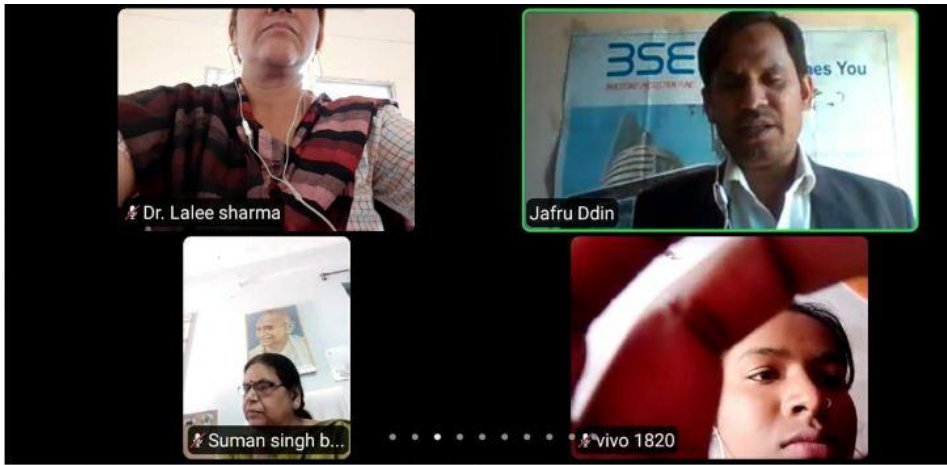 BSE
nes You
Dr. Lalee sharma
Jafru Ddin
Suman singh b...
vivo 1820